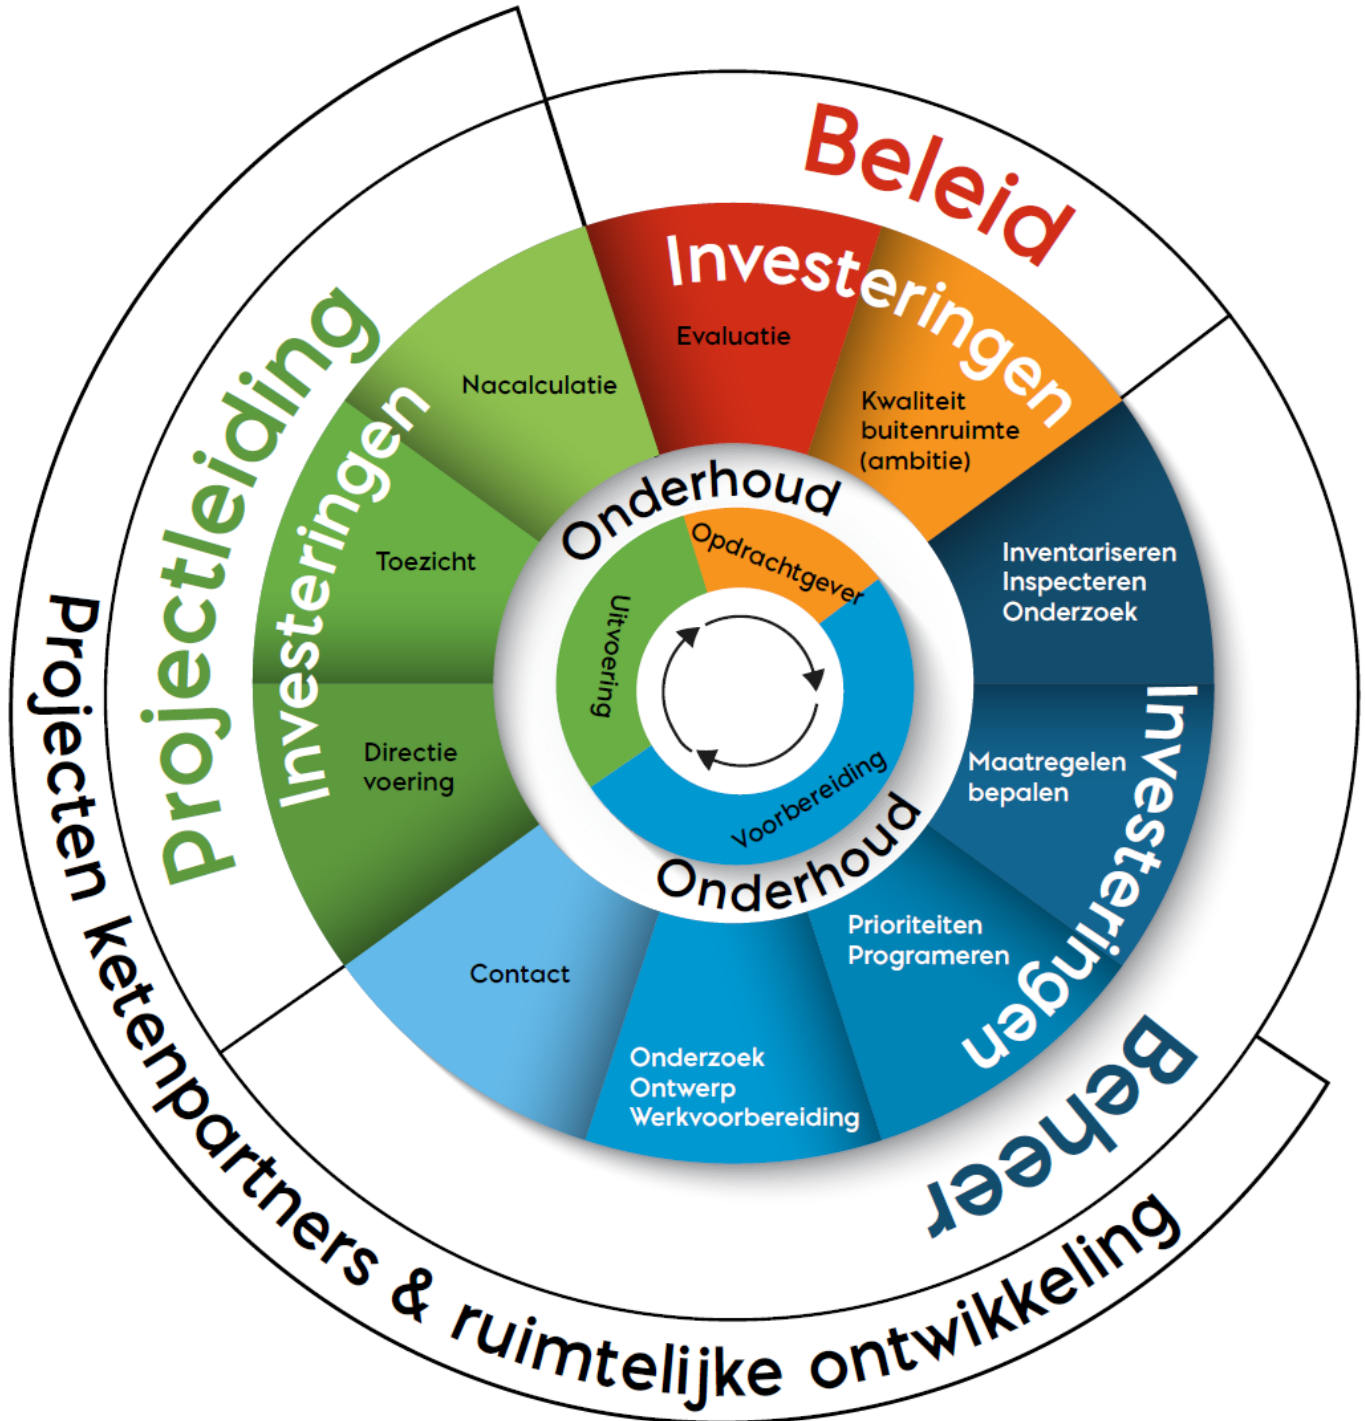 Beleid
Investeringen
Evaluatie
Kwaliteit
buitenruimte
(ambitie)
Inventariseren
Inspecteren
Onderzoek
Maatregelen
bepalen
Investeringen
Prioriteiten
Programeren
Beheer
Onderzoek
Ontwerp
Werkvoorbereiding
Contact
Directie
voering
Toezicht
Nacalculatie
Investeringen
Projectleiding
Onderhoud
Opdrachtgever
Voorbereiding
Uitvoering
Onderhoud
Projecten ketenpartners & ruimtelijke ontwikkeling